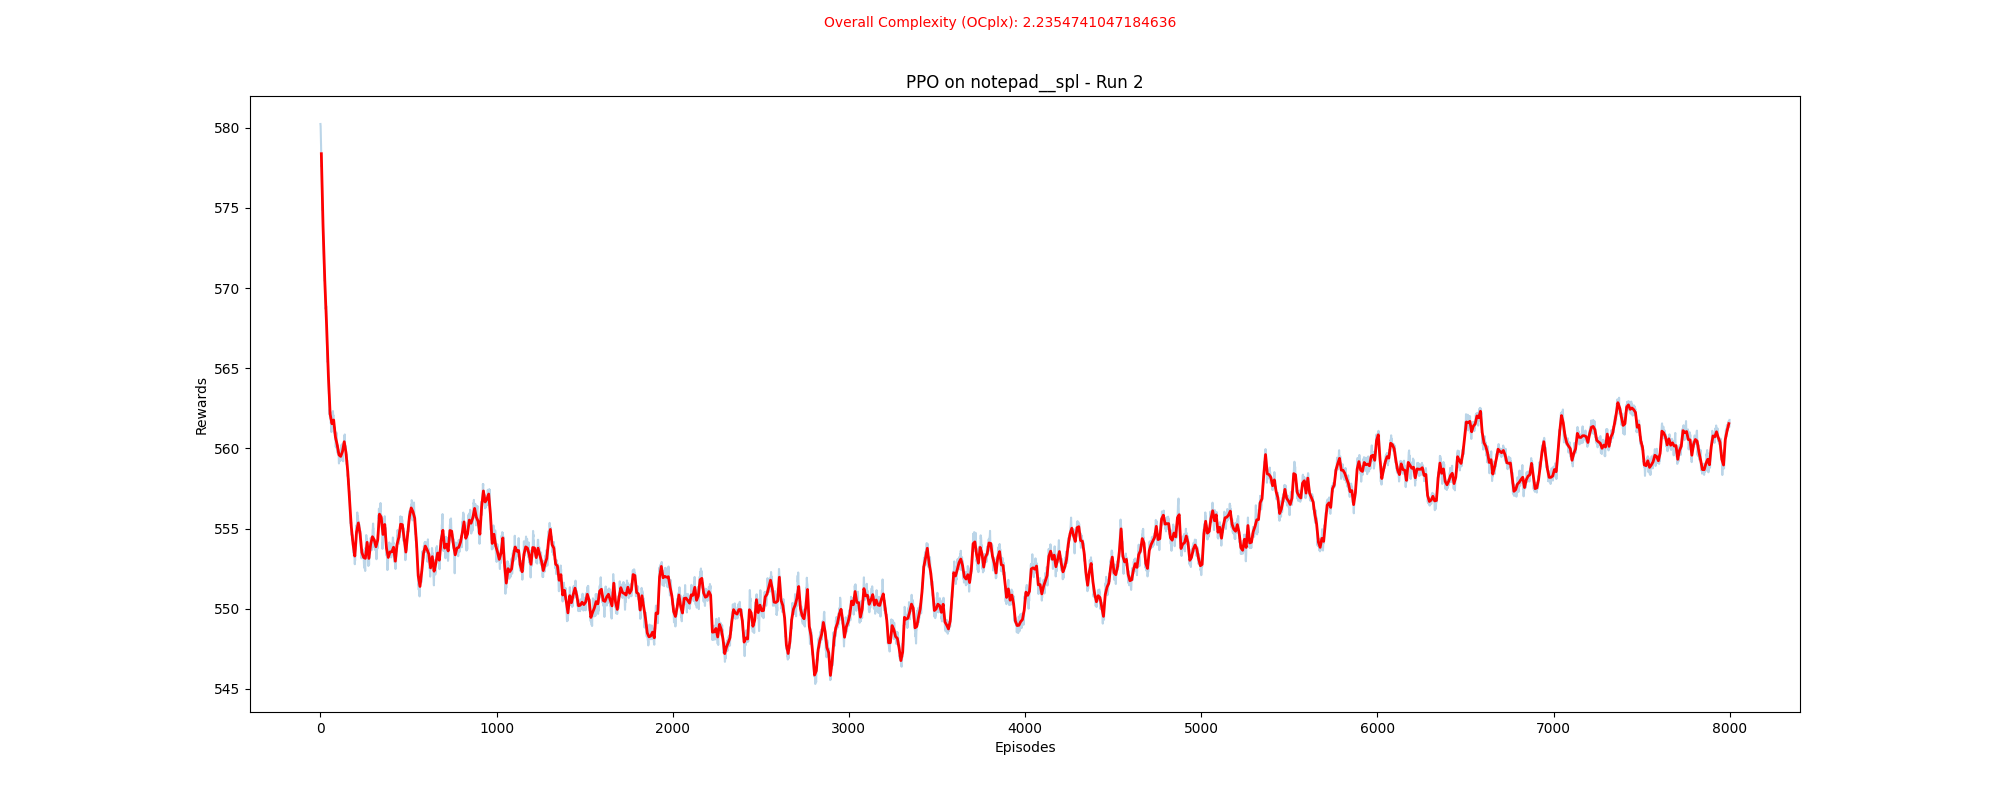 Overall Complexity (OCplx): 2.2354741047184636
PPO on notepad__spl - Run 2
580
575
570
565
560
555
550
545
Rewards
0 1000 2000 3000 4000 5000 6000 7000 8000
Episodes